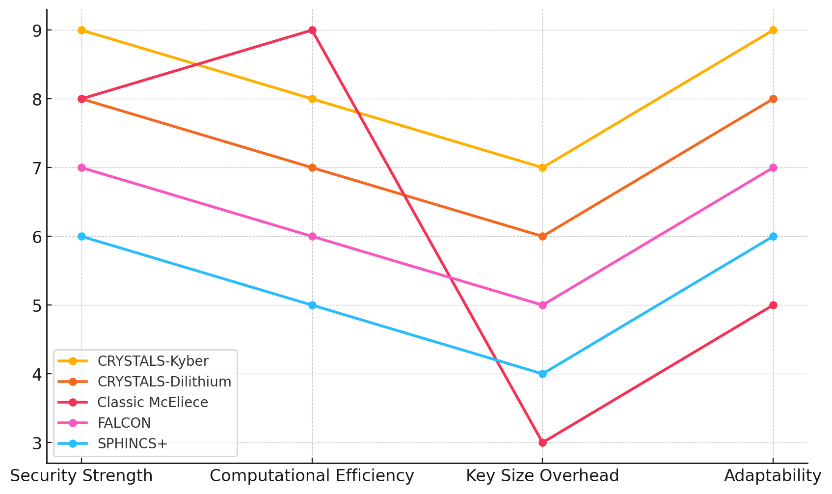 9
8
7
6
5
4
3
CRYSTALS-Kyber
CRYSTALS-Dilithium
Classic McEliece
FALCON
SPHINCS+
Security Strength Computational Efficiency Key Size Overhead Adaptability